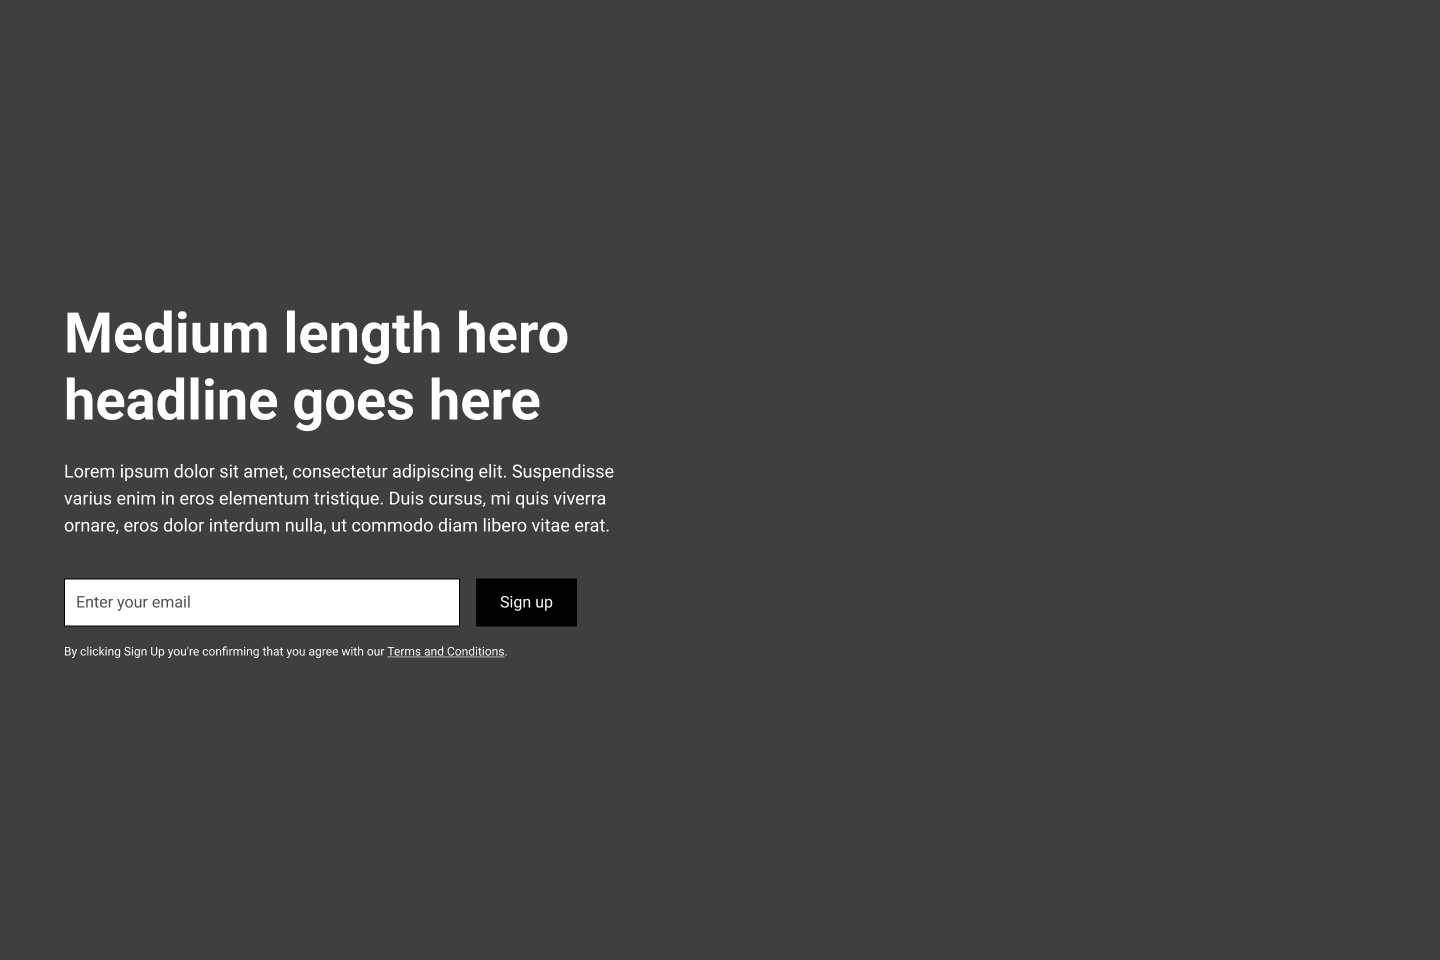 Medium length hero
headline goes here
Lorem ipsum dolor sit amet, consectetur adipiscing elit. Suspendisse
varius enim in eros elementum tristique. Duis cursus, mi quis viverra
ornare, eros dolor interdum nulla, ut commodo diam libero vitae erat.
Enter your email
Sign up
By clicking Sign Up you're confirming that you agree with our Terms and Conditions.